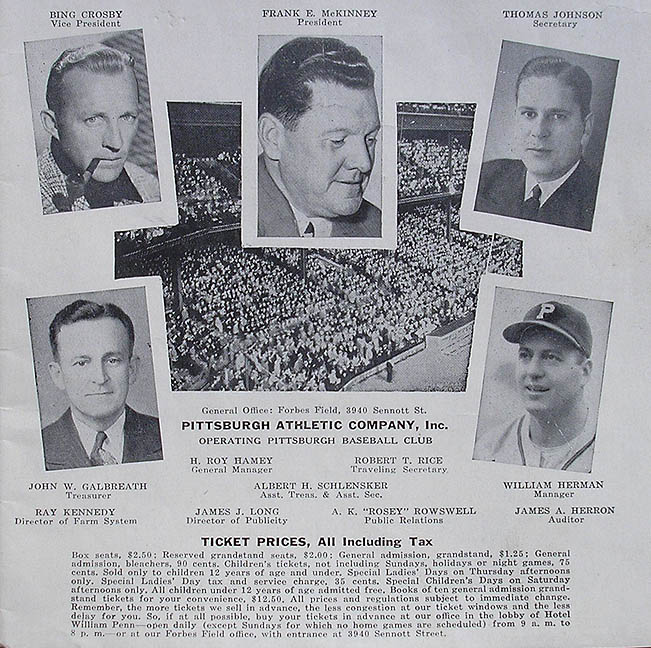 BING CROSBY
Vice President
FRANK E. McKINNEY
President
THOMAS JOHNSON
Secretary
P
General Office: Forbes Field, 3940 Sennott St.
PITTSBURGH ATHLETIC COMPANY, Inc.
OPERATING PITTSBURGH BASEBALL CLUB
H. ROY HAMEY
General Manager
ROBERT T. RICE
Traveling Secretary
JOHN W. GALBREATH
Treasurer
ALBERT H. SCHLENSKER
Asst. Treas. & Asst. Sec.
WILLIAM HERMAN
Manager
RAY KENNEDY
Director of Farm System
JAMES J. LONG
Director of Publicity
A. K. "ROSEY" ROWSWELL
Public Relations
JAMES A. HERRON
Auditor
TICKET PRICES, All Including Tax
Box seats, $2.50; Reserved grandstand seats, $2.00; General admission, grandstand, $1.25; General
admission, bleachers, 90 cents. Children's tickets, not including Sundays, holidays or night games, 75
cents. Sold only to children 12 years of age and under. Special Ladies' Days on Thursday afternoons
only. Special Ladies' Day tax and service charge, 35 cents. Special Children's Days on Saturday
afternoons only. All children under 12 years of age admitted free. Books of ten general admission grand-
stand tickets for your convenience, $12.50. All prices and regulations subject to immediate change.
Remember, the more tickets we sell in advance, the less congestion at our ticket windows and the less
delay for you. So, if at all possible, buy your tickets in advance at our office in the lobby of Hotel
William Penn—open daily (except Sundays for which no home games are scheduled) from 9 a. m. to
8 p. m.—or at our Forbes Field office, with entrance at 3940 Sennott Street.